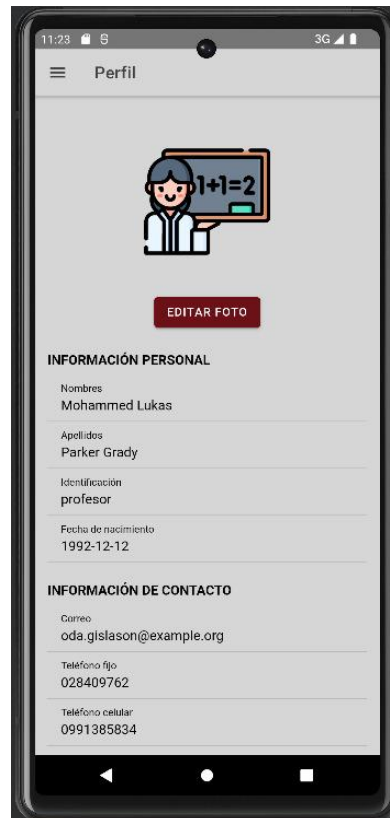 11:23 3G
Perfil
1+1=2
EDITAR FOTO
INFORMACIÓN PERSONAL
Nombres
Mohammed Lukas
Apellidos
Parker Grady
Identificación
profesor
Fecha de nacimiento
1992-12-12
INFORMACIÓN DE CONTACTO
Correo
oda.gislason@example.org
Teléfono fijo
028409762
Teléfono celular
0991385834